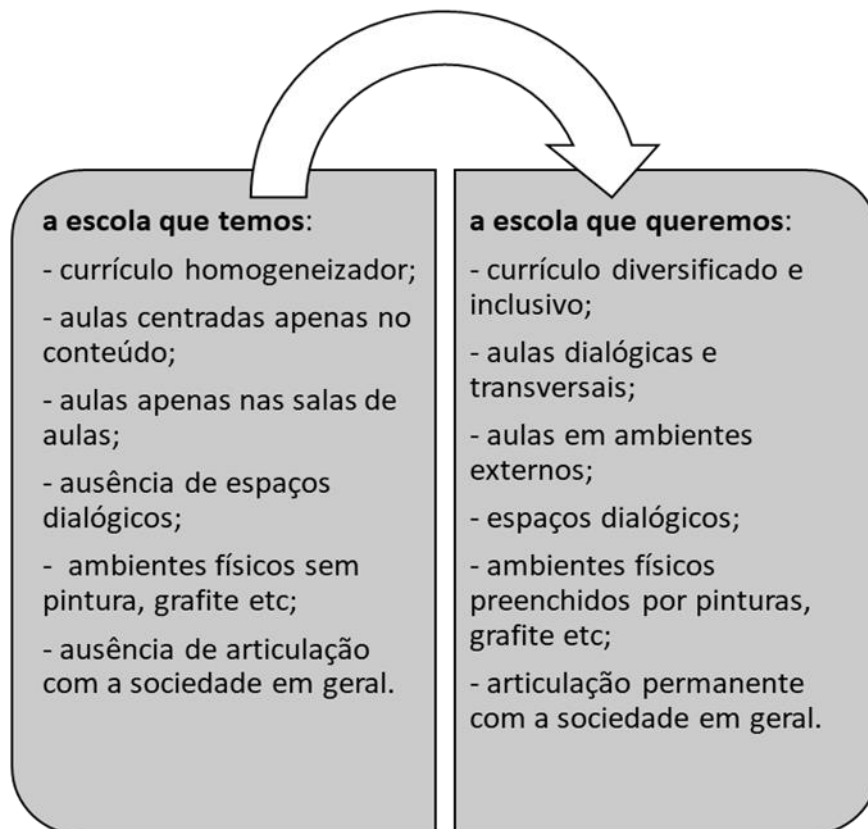 a escola que temos:
- currículo homogeneizador;
- aulas centradas apenas no
conteúdo;
- aulas apenas nas salas de
aulas;
- ausência de espaços
dialógicos;
- ambientes físicos sem
pintura, grafite etc;
- ausência de articulação
com a sociedade em geral.
a escola que queremos:
- currículo diversificado e
inclusivo;
- aulas dialógicas e
transversais;
- aulas em ambientes
externos;
- espaços dialógicos;
- ambientes físicos
preenchidos por pinturas,
grafite etc;
- articulação permanente
com a sociedade em geral.